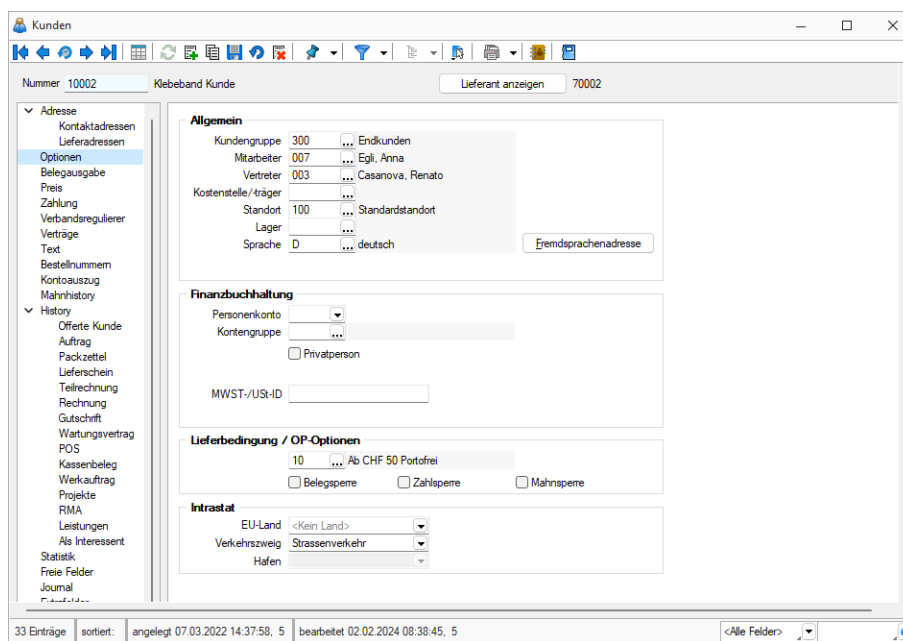 Kunden
Nummer 10002 Klebeband Kunde Lieferant anzeigen 70002
Adresse
Kontaktadressen
Lieferadressen
Optionen
Belegausgabe
Preis
Zahlung
Verbandsregulierer
Verträge
Text
Bestellnummern
Kontoauszug
Mahnhistory
History
Offerte Kunde
Auftrag
Packzettel
Lieferschein
Teilrechnung
Rechnung
Gutschrift
Wartungsvertrag
POS
Kassenbeleg
Werkauftrag
Projekte
RMA
Leistungen
Als Interessent
Statistik
Freie Felder
Journal
Extrafelder
Allgemein
Kundengruppe 300 ... Endkunden
Mitarbeiter 007 ... Egli, Anna
Vertreter 003 ... Casanova, Renato
Kostenstelle/-träger ...
Standort 100 ... Standardstandort
Lager ...
Sprache D ... deutsch Fremdsprachenadresse
Finanzbuchhaltung
Personenkonto
Kontengruppe ...
Privatperson
MWST-/USt-ID
Lieferbedingung / OP-Optionen
10 ... Ab CHF 50 Portofrei
Belegsperre Zahlsperre Mahnsperre
Intrastat
EU-Land <Kein Land>
Verkehrszweig Strassenverkehr
Hafen
33 Einträge sortiert: angelegt 07.03.2022 14:37:58, 5 bearbeitet 02.02.2024 08:38:45, 5 <Alle Felder>